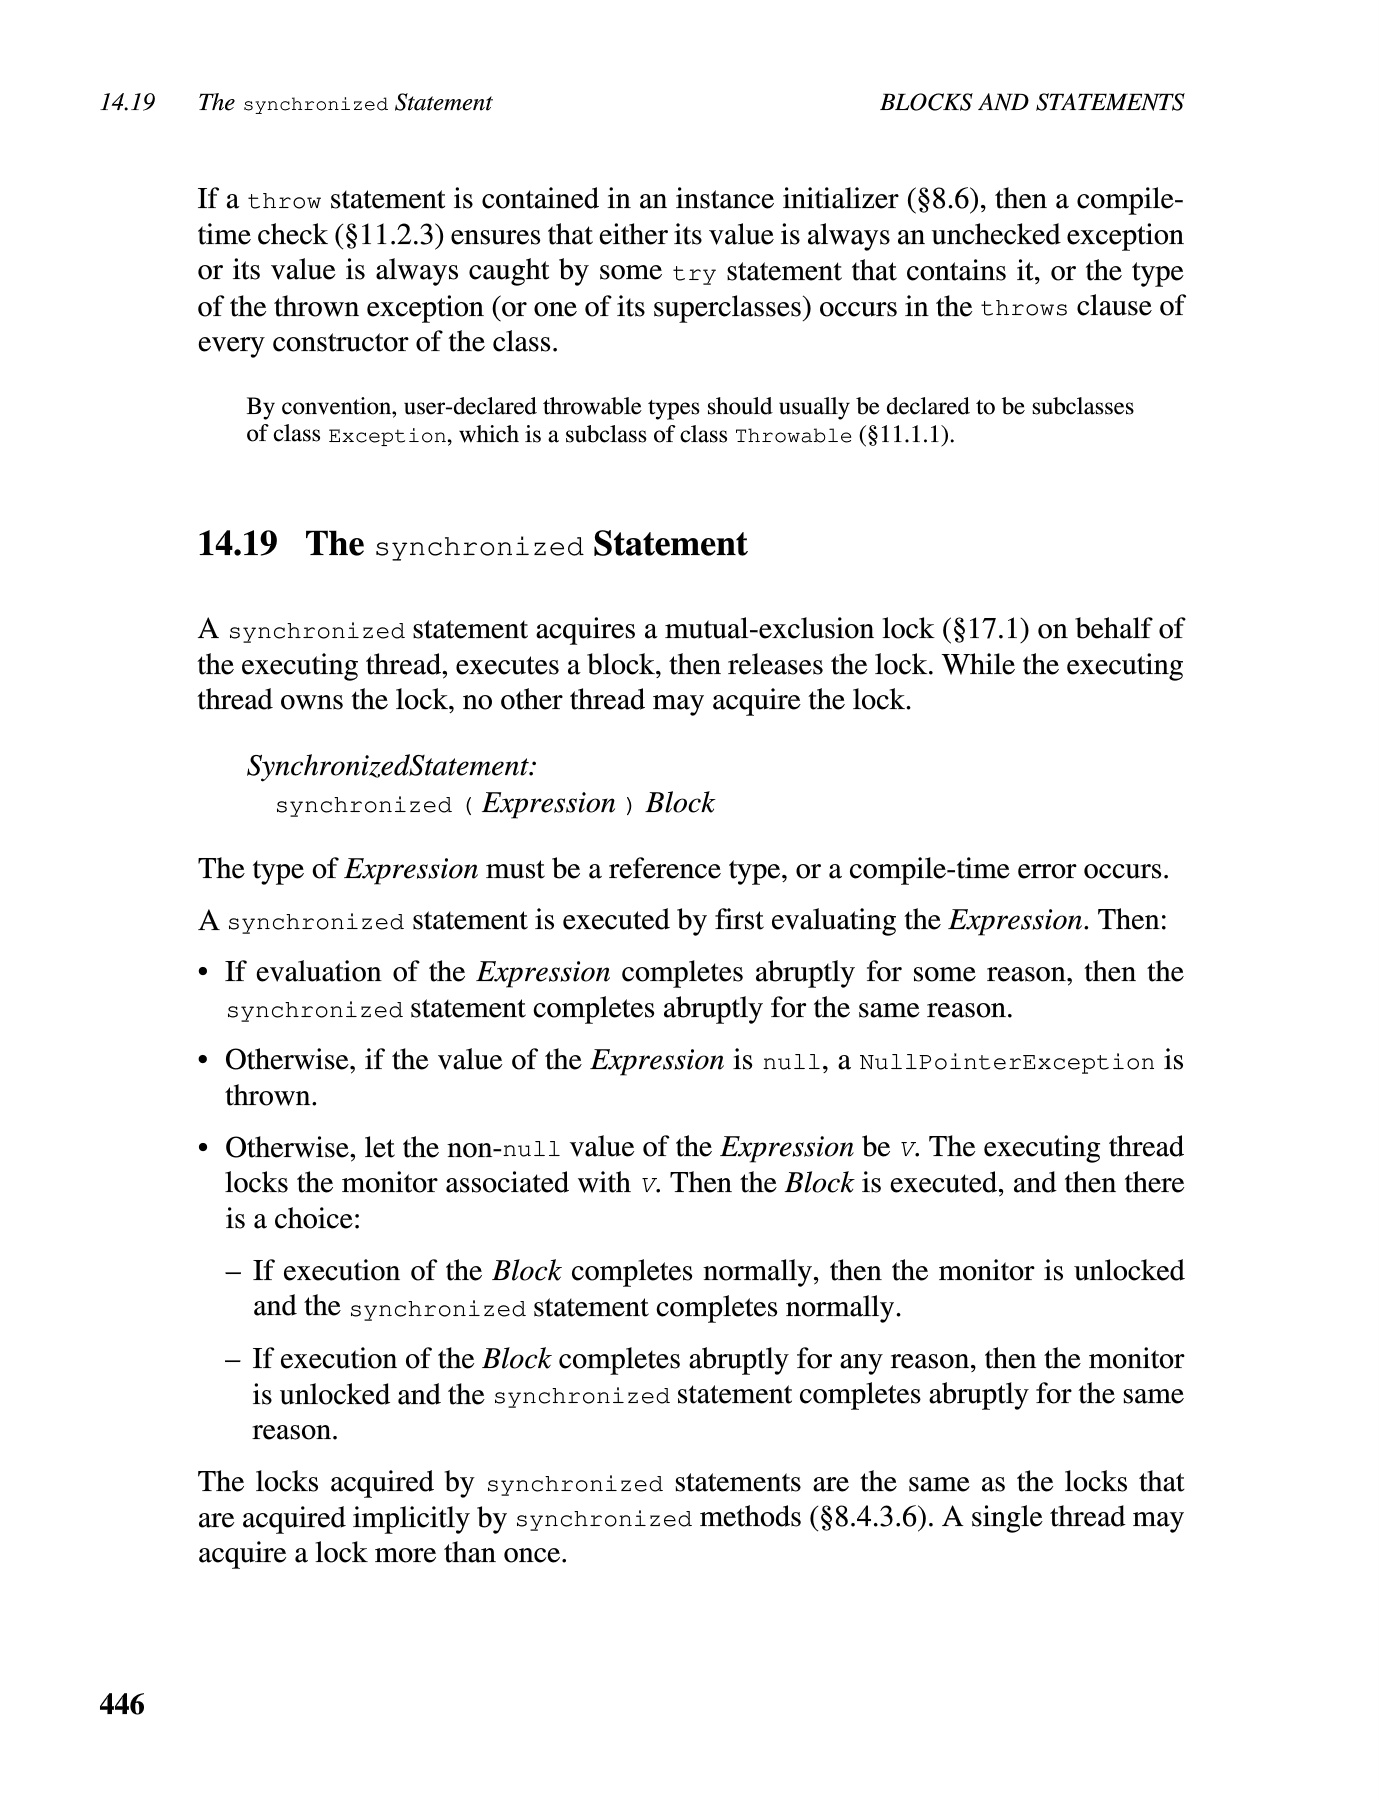 14.19 The synchronized Statement BLOCKS AND STATEMENTS
If a throw statement is contained in an instance initializer (§8.6), then a compile-
time check (§11.2.3) ensures that either its value is always an unchecked exception
or its value is always caught by some try statement that contains it, or the type
of the thrown exception (or one of its superclasses) occurs in the throws clause of
every constructor of the class.
By convention, user-declared throwable types should usually be declared to be subclasses
of class Exception, which is a subclass of class Throwable (§11.1.1).
14.19 The synchronized Statement
A synchronized statement acquires a mutual-exclusion lock (§17.1) on behalf of
the executing thread, executes a block, then releases the lock. While the executing
thread owns the lock, no other thread may acquire the lock.
SynchronizedStatement:
synchronized ( Expression ) Block
The type of Expression must be a reference type, or a compile-time error occurs.
A synchronized statement is executed by first evaluating the Expression. Then:
• If evaluation of the Expression completes abruptly for some reason, then the
synchronized statement completes abruptly for the same reason.
• Otherwise, if the value of the Expression is null, a NullPointerException is
thrown.
• Otherwise, let the non-null value of the Expression be V. The executing thread
locks the monitor associated with V. Then the Block is executed, and then there
is a choice:
– If execution of the Block completes normally, then the monitor is unlocked
and the synchronized statement completes normally.
– If execution of the Block completes abruptly for any reason, then the monitor
is unlocked and the synchronized statement completes abruptly for the same
reason.
The locks acquired by synchronized statements are the same as the locks that
are acquired implicitly by synchronized methods (§8.4.3.6). A single thread may
acquire a lock more than once.
446